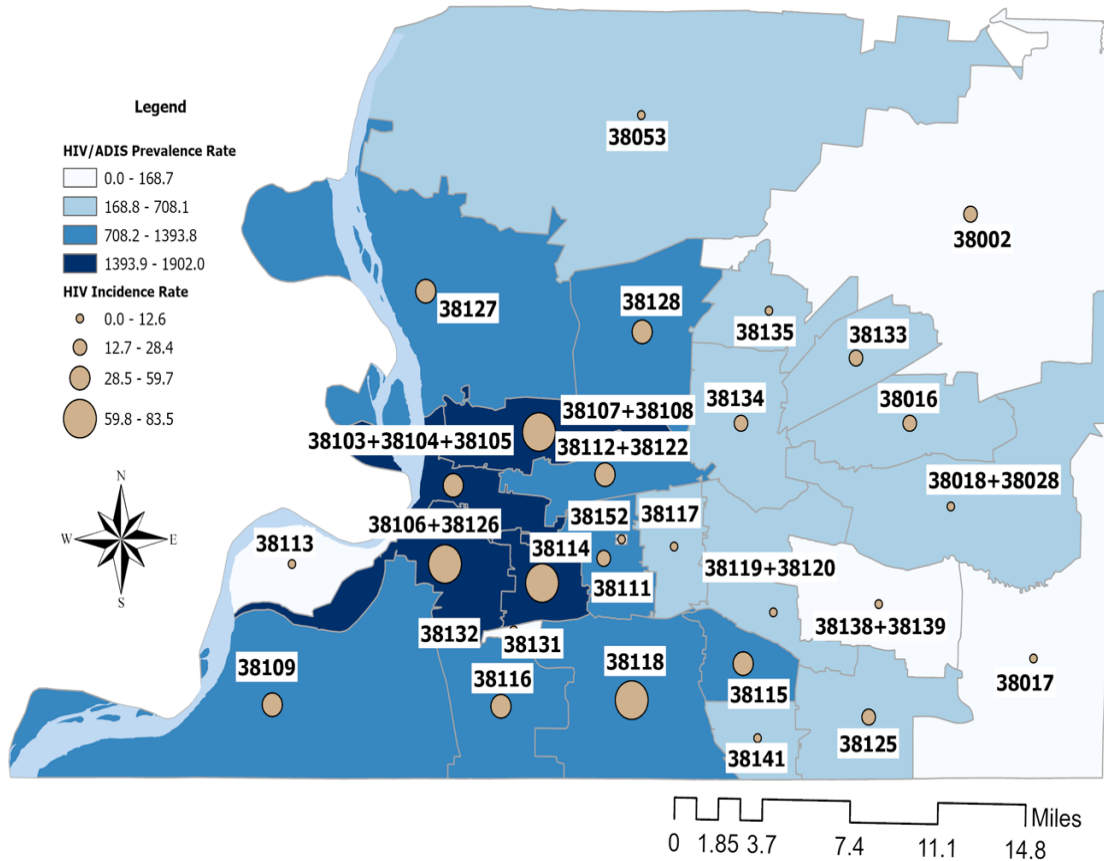 Legend
HIV/ADIS Prevalence Rate
0.0 - 168.7
168.8 - 708.1
708.2 - 1393.8
1393.9 - 1902.0
HIV Incidence Rate
0.0 - 12.6
12.7 - 28.4
28.5 - 59.7
59.8 - 83.5
N
W E
S
38053
38002
38127
38128
38135
38133
38134
38016
38107+38108
38103+38104+38105
38112+38122
38018+38028
38106+38126
38152
38117
38113
38114
38111
38119+38120
38138+38139
38132
38131
38109
38116
38118
38115
38017
38125
38141
Miles
0 1.85 3.7 7.4 11.1 14.8